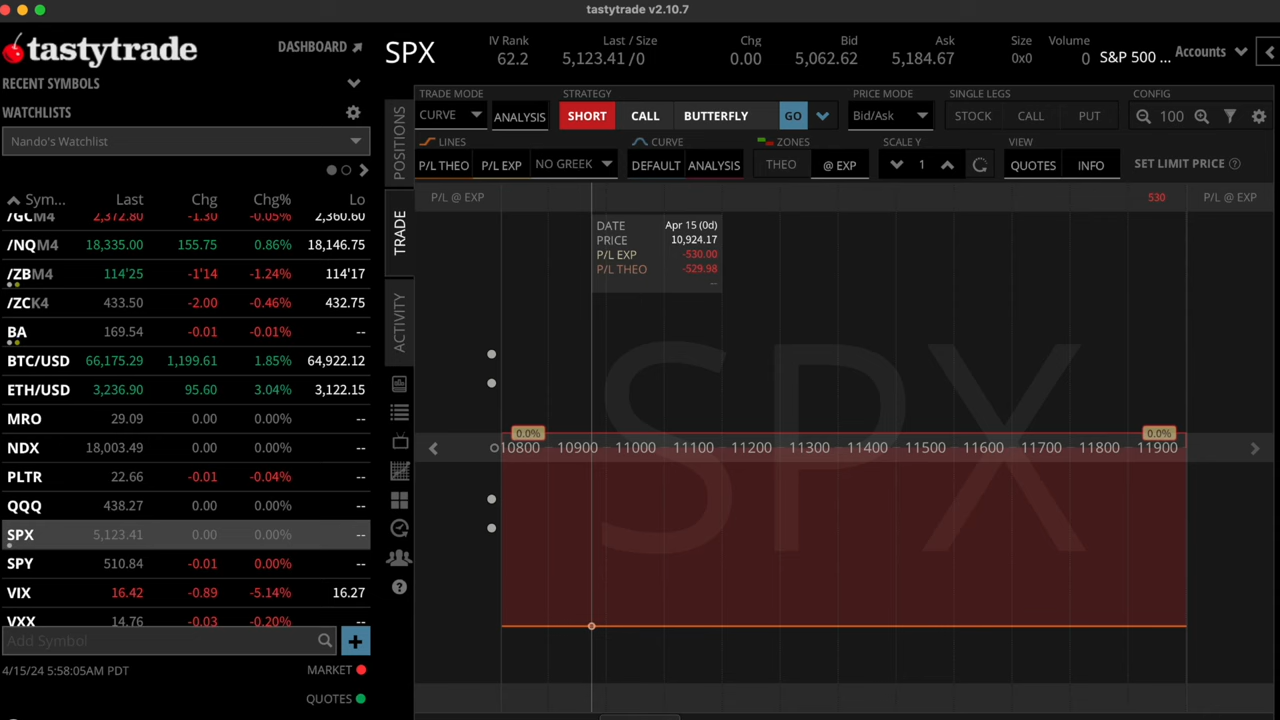 tastytrade v2.10.7
tastytrade
DASHBOARD
RECENT SYMBOLS
WATCHLISTS
Nando's Watchlist
Sym... Last Chg Chg% Lo
/GCM4 2,372.80 -1.30 -0.05% 2,360.60
/NQM4 18,335.00 155.75 0.86% 18,146.75
/ZBM4 114'25 -1'14 -1.24% 114'17
/ZCK4 433.50 -2.00 -0.46% 432.75
BA 169.54 -0.01 -0.01% --
BTC/USD 66,175.29 1,199.61 1.85% 64,922.12
ETH/USD 3,236.90 95.60 3.04% 3,122.15
MRO 29.09 0.00 0.00% --
NDX 18,003.49 0.00 0.00% --
PLTR 22.66 -0.01 -0.04% --
QQQ 438.27 0.00 0.00% --
SPX 5,123.41 0.00 0.00% --
SPY 510.84 -0.01 0.00% --
VIX 16.42 -0.89 -5.14% 16.27
VXX 14.76 -0.03 -0.20% --
Add Symbol
4/15/24 5:58:05AM PDT
MARKET
QUOTES
POSITIONS
TRADE
ACTIVITY
SPX
IV Rank Last / Size Chg Bid Ask Size Volume
62.2 5,123.41 /0 0.00 5,062.62 5,184.67 0x0 0
S&P 500 ...
Accounts
TRADE MODE STRATEGY PRICE MODE SINGLE LEGS CONFIG
CURVE ANALYSIS SHORT CALL BUTTERFLY GO Bid/Ask STOCK CALL PUT 100
LINES CURVE ZONES SCALE Y VIEW
P/L THEO P/L EXP NO GREEK DEFAULT ANALYSIS THEO @ EXP 1 QUOTES INFO SET LIMIT PRICE ?
P/L @ EXP 530 P/L @ EXP
DATE Apr 15 (0d)
PRICE 10,924.17
P/L EXP -530.00
P/L THEO -529.98
--
SPX
0.0% 0.0%
10800 10900 11000 11100 11200 11300 11400 11500 11600 11700 11800 11900
?